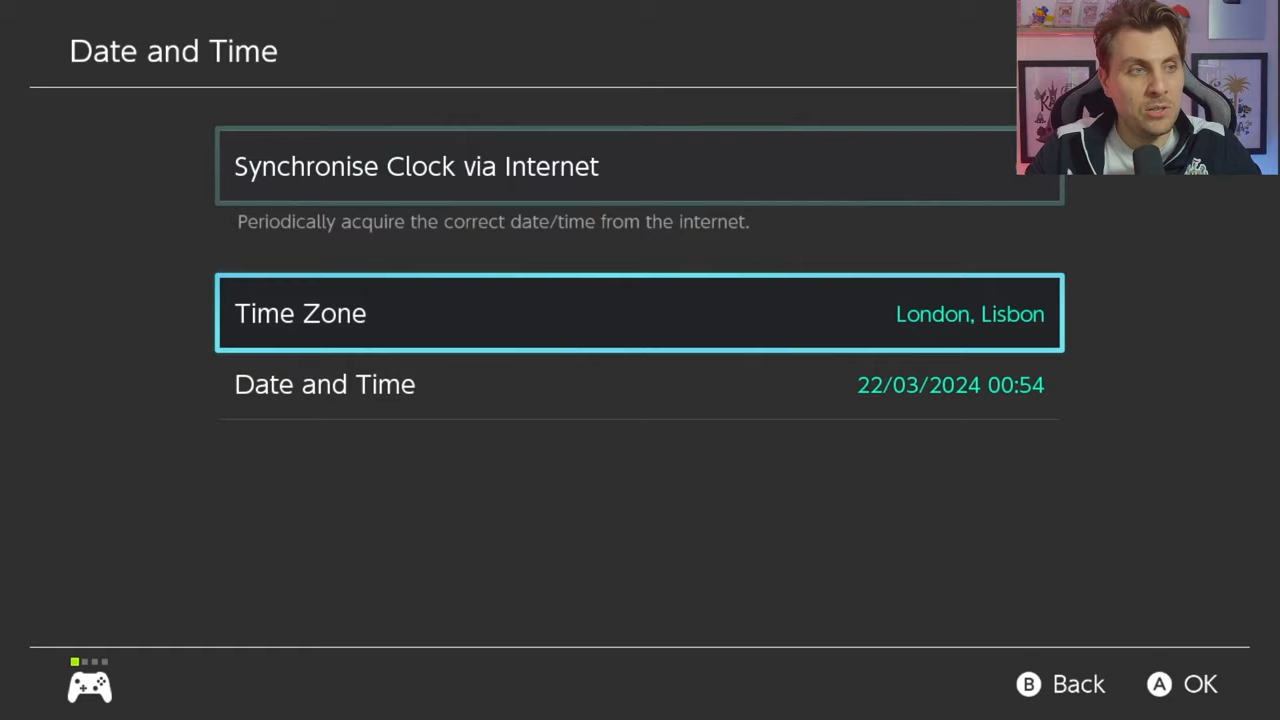 Date and Time
Synchronise Clock via Internet
Periodically acquire the correct date/time from the internet.
Time Zone London, Lisbon
Date and Time 22/03/2024 00:54
B Back A OK